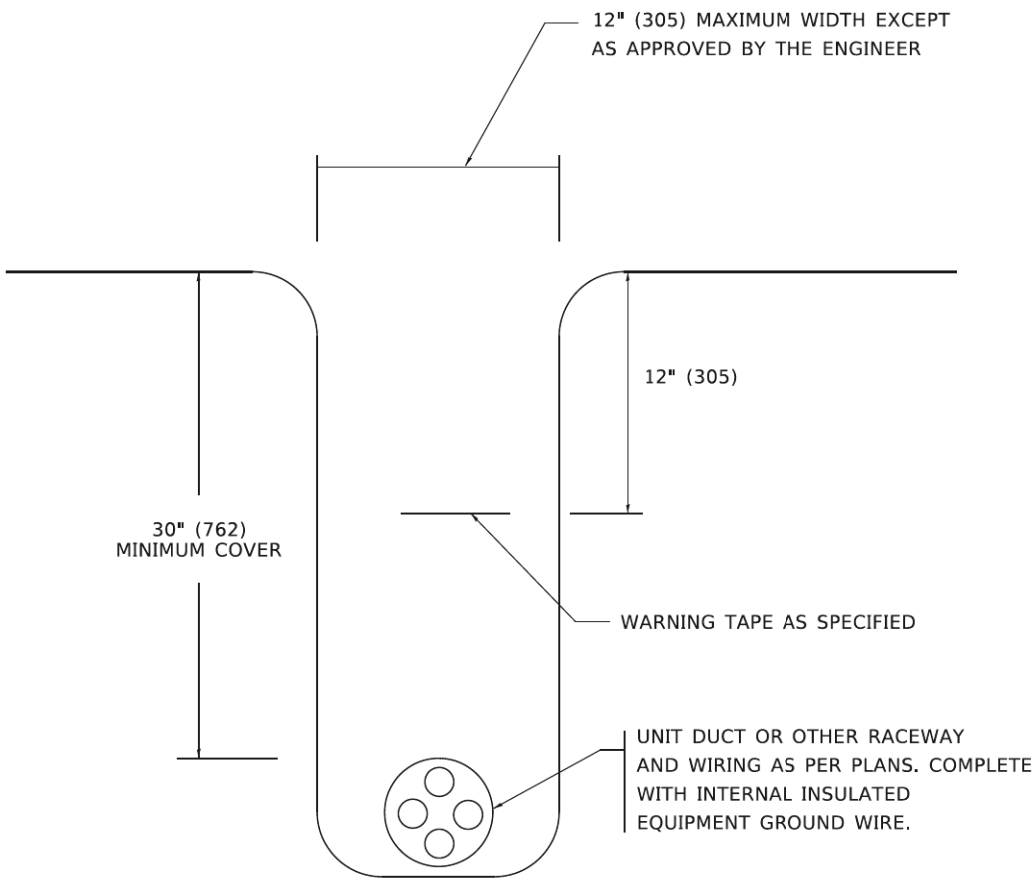 12" (305) MAXIMUM WIDTH EXCEPT
AS APPROVED BY THE ENGINEER
12" (305)
30" (762)
MINIMUM COVER
WARNING TAPE AS SPECIFIED
UNIT DUCT OR OTHER RACEWAY
AND WIRING AS PER PLANS. COMPLETE
WITH INTERNAL INSULATED
EQUIPMENT GROUND WIRE.